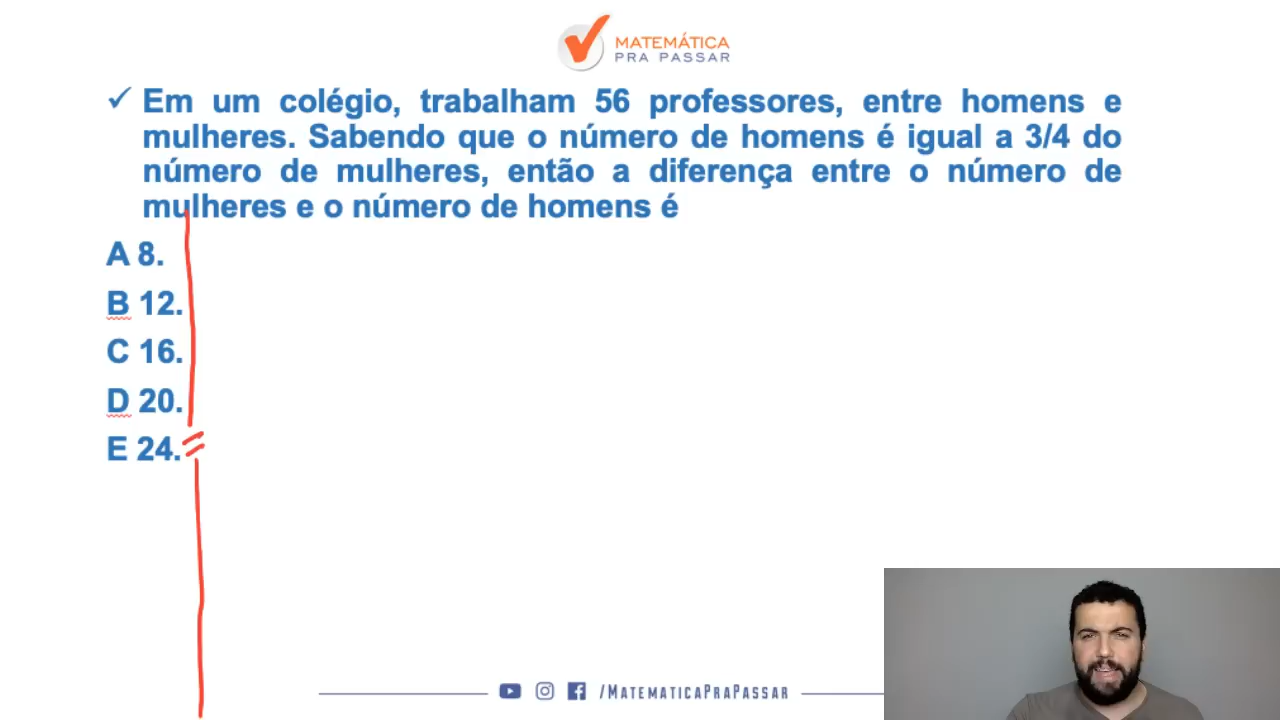 MATEMÁTICA
PRA PASSAR
✓ Em um colégio, trabalham 56 professores, entre homens e
mulheres. Sabendo que o número de homens é igual a 3/4 do
número de mulheres, então a diferença entre o número de
mulheres e o número de homens é
A 8.
B 12.
C 16.
D 20.
E 24.
/MATEMATICAPRAPASSAR